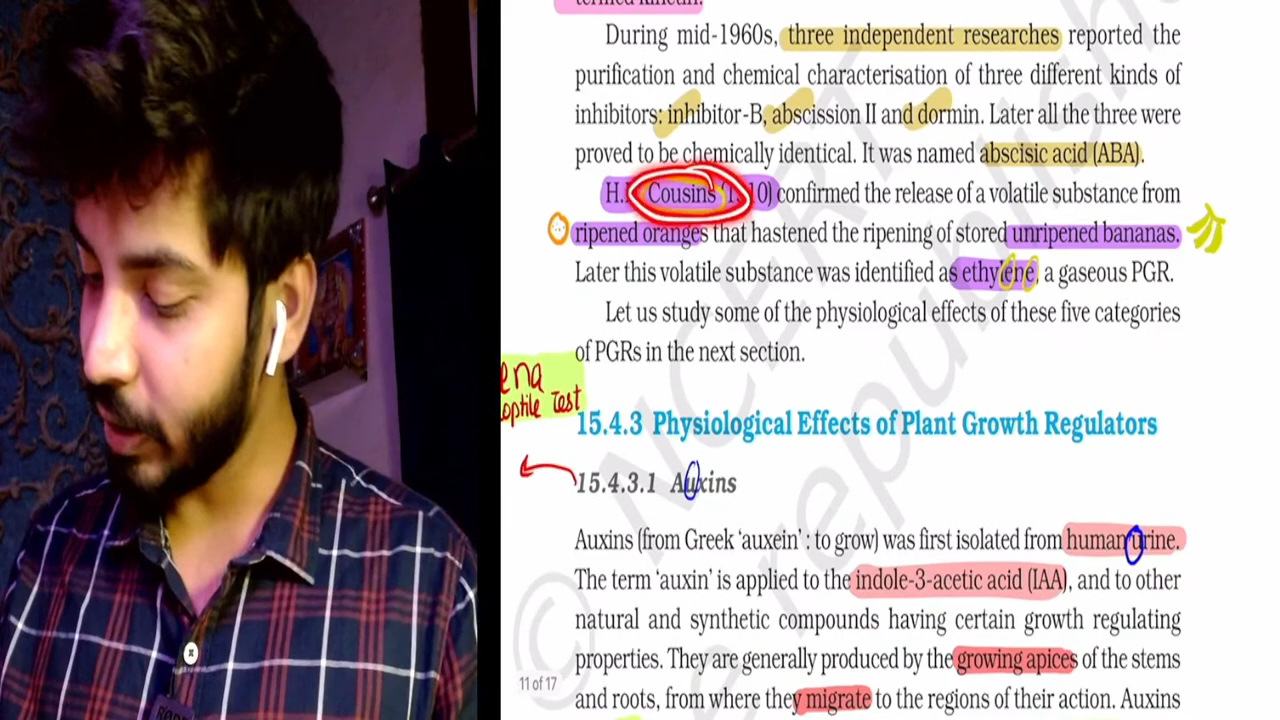 termed kinetin.
During mid-1960s, three independent researches reported the
purification and chemical characterisation of three different kinds of
inhibitors: inhibitor-B, abscission II and dormin. Later all the three were
proved to be chemically identical. It was named abscisic acid (ABA).
H. Cousins (1910) confirmed the release of a volatile substance from
ripened oranges that hastened the ripening of stored unripened bananas.
Later this volatile substance was identified as ethylene, a gaseous PGR.
Let us study some of the physiological effects of these five categories
of PGRs in the next section.
ena
optile Test
15.4.3 Physiological Effects of Plant Growth Regulators
15.4.3.1 Auxins
Auxins (from Greek 'auxein' : to grow) was first isolated from human urine.
The term 'auxin' is applied to the indole-3-acetic acid (IAA), and to other
natural and synthetic compounds having certain growth regulating
properties. They are generally produced by the growing apices of the stems
11 of 17
and roots, from where they migrate to the regions of their action. Auxins
© NCERT
republish